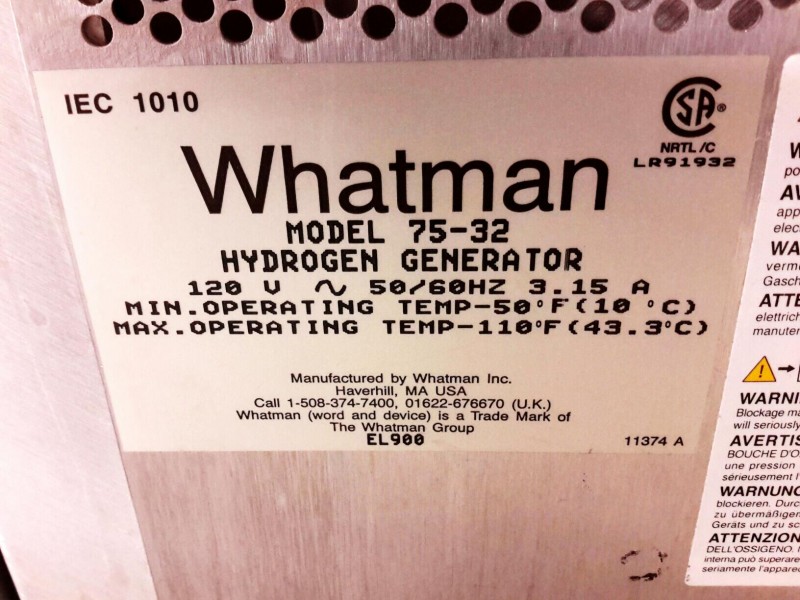 IEC 1010
SA®
NRTL/C
LR91932
Whatman
MODEL 75-32
HYDROGEN GENERATOR
120 V ∿ 50/60HZ 3.15 A
MIN.OPERATING TEMP-50°F(10 °C)
MAX.OPERATING TEMP-110°F(43.3°C)
Manufactured by Whatman Inc.
Haverhill, MA USA
Call 1-508-374-7400, 01622-676670 (U.K.)
Whatman (word and device) is a Trade Mark of
The Whatman Group
EL900
11374 A
WARNI
Blockage ma
will seriously
AVERTIS
BOUCHE D'O
une pression
sérieusement l'
WARNUNG
blockieren. Durc
zu übermäßiger
Geräts und zu sc
ATTENZION
DELL'OSSIGENO.
interna può superare
seriamente l'apparec